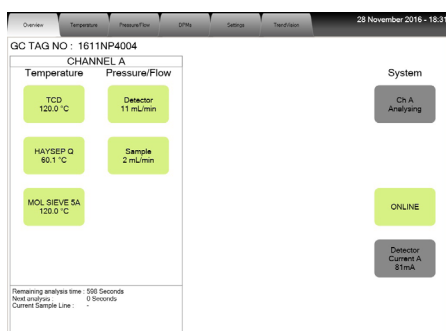 Overview Temperature Pressure/Flow DPMs Settings TrendVision 28 November 2016 - 18:31
GC TAG NO : 1611NP4004
CHANNEL A
Temperature Pressure/Flow System
TCD
120.0 °C
Detector
11 mL/min
Ch A
Analysing
HAYSEP Q
60.1 °C
Sample
2 mL/min
MOL SIEVE 5A
120.0 °C
ONLINE
Detector
Current A
81mA
Remaining analysis time : 598 Seconds
Next analysis : 0 Seconds
Current Sample Line : -